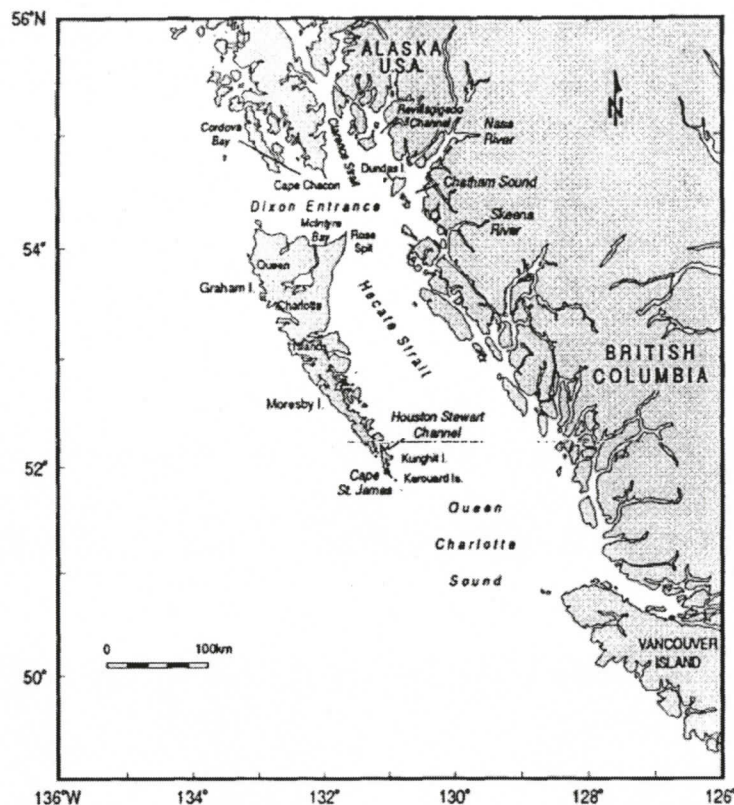 56°N
ALASKA
U.S.A.
Revillagigedo
Channel
Nass
River
Cordova
Bay
Clarence Strait
Dundas I.
Cape Chacon
Chatham Sound
Dixon Entrance
Skeena
River
McIntyre
Bay
Rose
Spit
54°
Queen
Graham I.
Charlotte
Hecate Strait
Islands
BRITISH
COLUMBIA
Moresby I.
Houston Stewart
Channel
52°
Kunghit I.
Cape
St. James
Kerouard Is.
Queen
Charlotte
Sound
0 100km
50°
VANCOUVER
ISLAND
N
136°W 134° 132° 130° 128° 126°